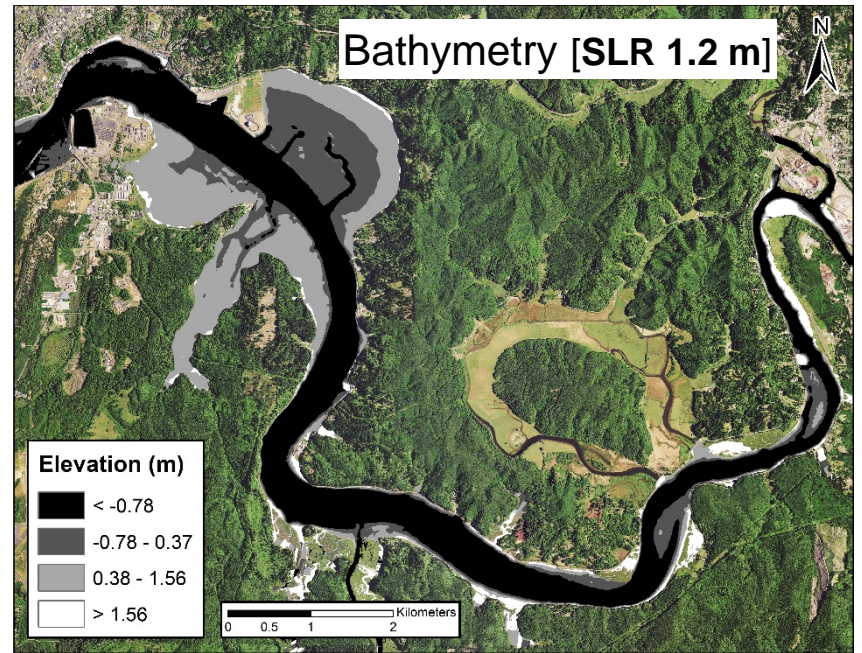 Bathymetry [SLR 1.2 m]
N
Elevation (m)
< -0.78
-0.78 - 0.37
0.38 - 1.56
> 1.56
Kilometers
0 0.5 1 2